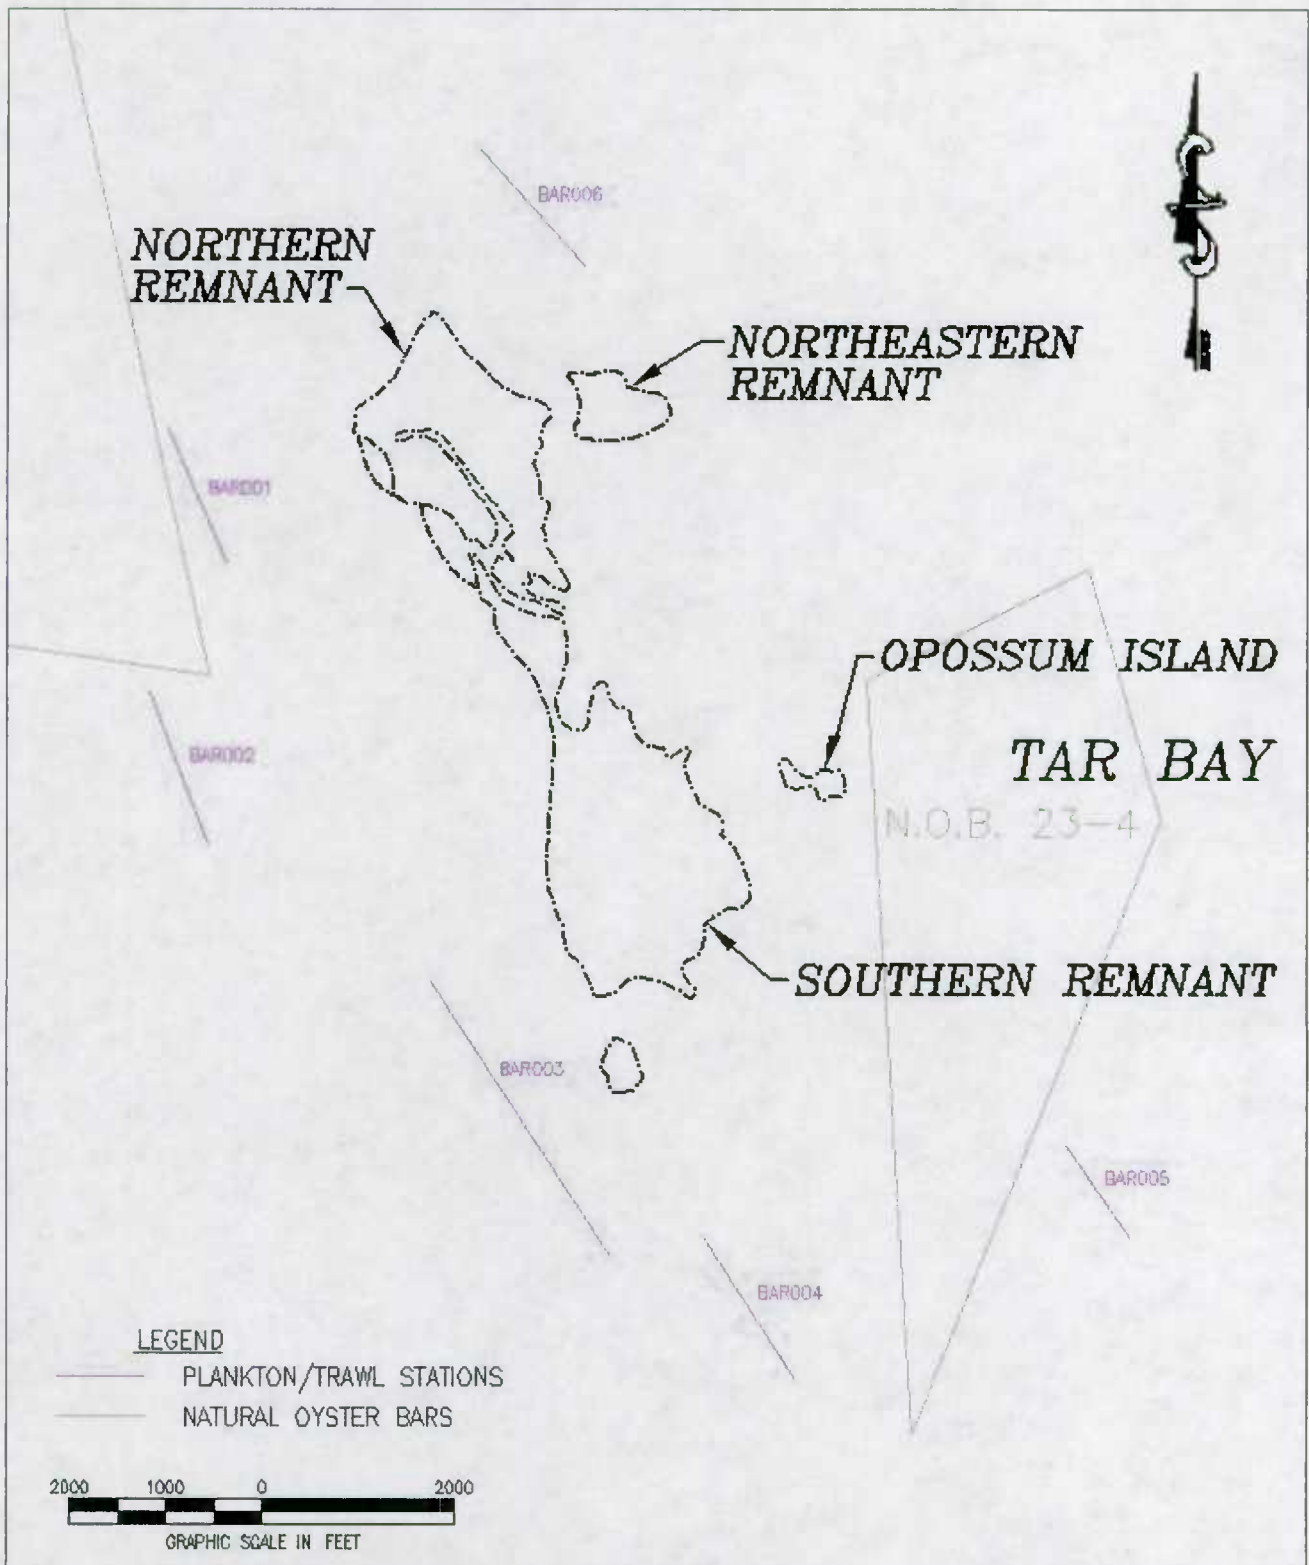 BAR006
NORTHERN
REMNANT
NORTHEASTERN
REMNANT
BAR001
OPOSSUM ISLAND
BAR002
TAR BAY
N.O.B. 23-4
SOUTHERN REMNANT
BAR003
BAR005
BAR004
LEGEND
PLANKTON/TRAWL STATIONS
NATURAL OYSTER BARS
2000 1000 0 2000
GRAPHIC SCALE IN FEET